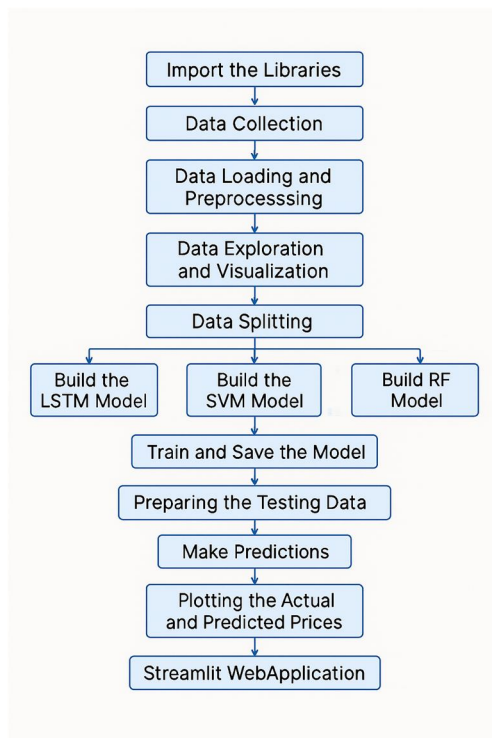 Import the Libraries
Data Collection
Data Loading and
Preprocesssing
Data Exploration
and Visualization
Data Splitting
Build the
LSTM Model
Build the
SVM Model
Build RF
Model
Train and Save the Model
Preparing the Testing Data
Make Predictions
Plotting the Actual
and Predicted Prices
Streamlit WebApplication